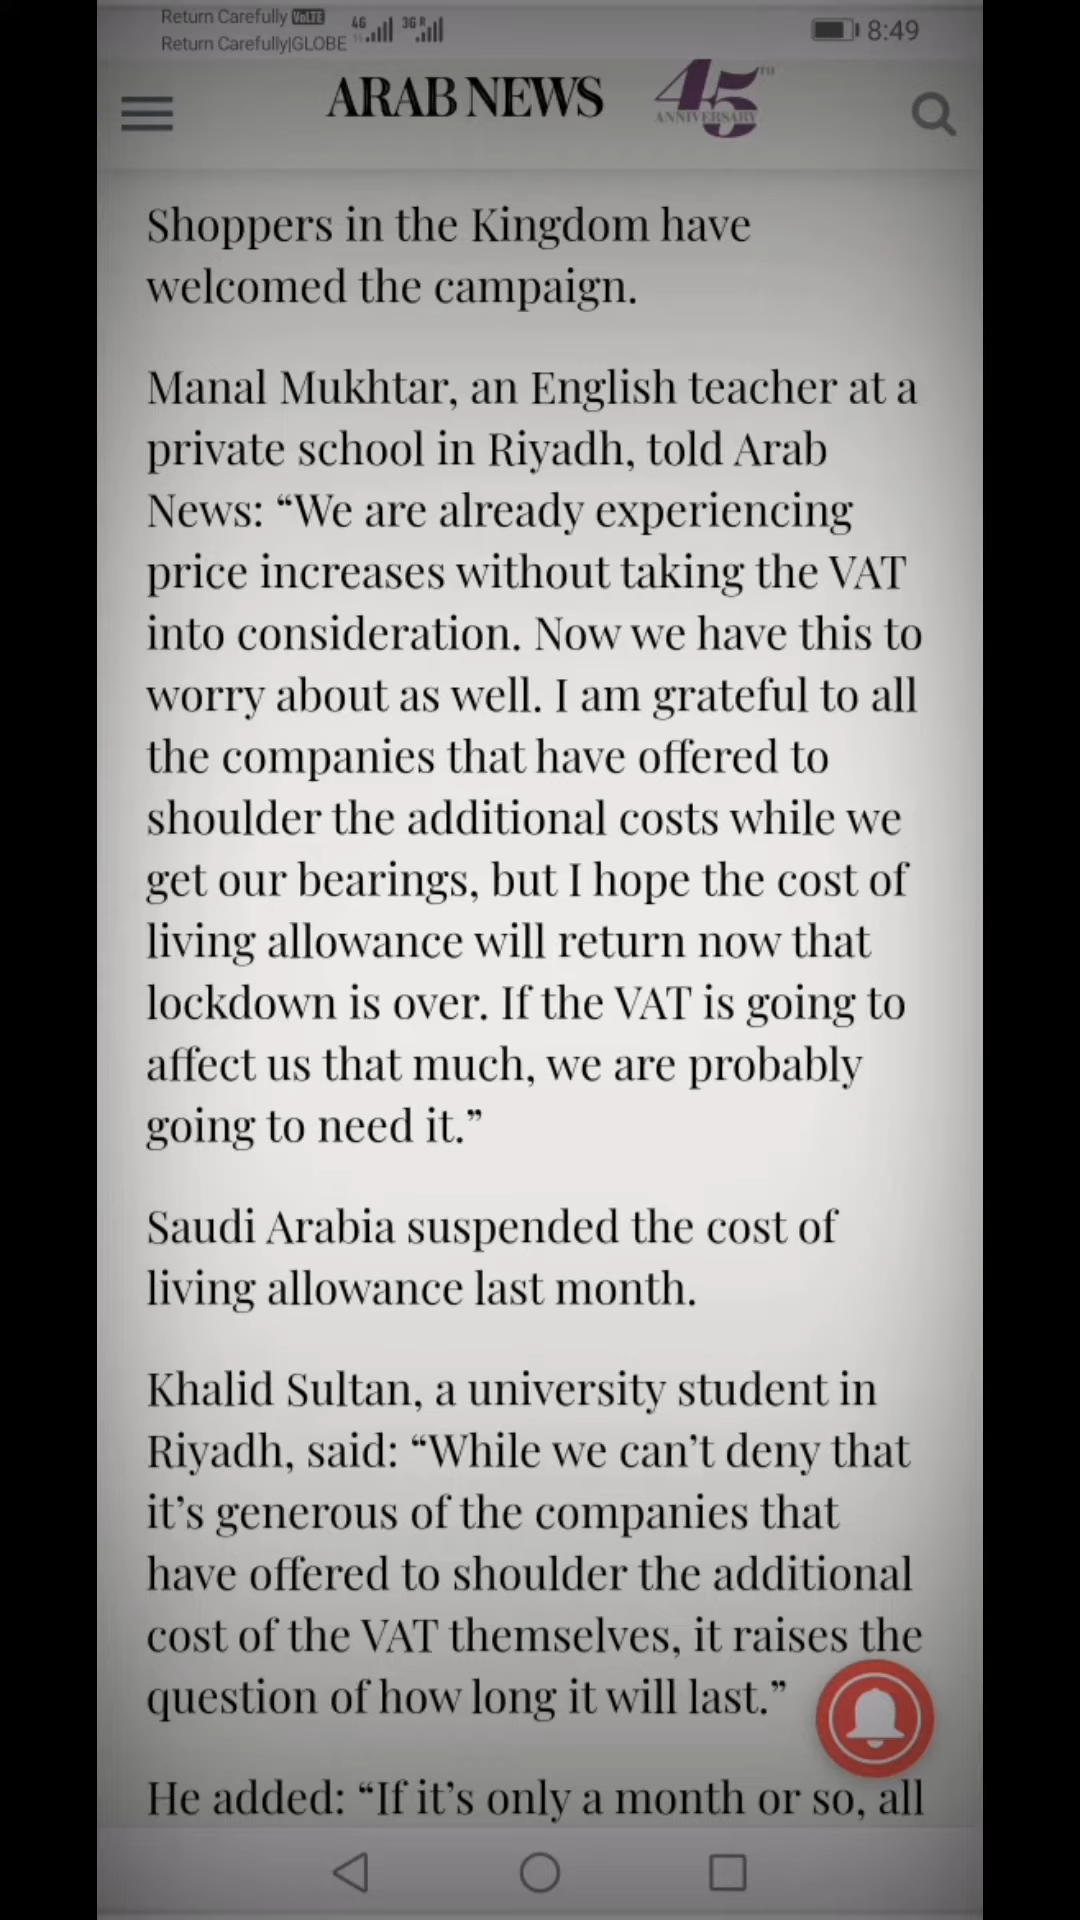 Return Carefully VoLTE 4G 3G R 8:49
Return Carefully|GLOBE
ARAB NEWS 45TH
ANNIVERSARY
Shoppers in the Kingdom have
welcomed the campaign.
Manal Mukhtar, an English teacher at a
private school in Riyadh, told Arab
News: “We are already experiencing
price increases without taking the VAT
into consideration. Now we have this to
worry about as well. I am grateful to all
the companies that have offered to
shoulder the additional costs while we
get our bearings, but I hope the cost of
living allowance will return now that
lockdown is over. If the VAT is going to
affect us that much, we are probably
going to need it.”
Saudi Arabia suspended the cost of
living allowance last month.
Khalid Sultan, a university student in
Riyadh, said: “While we can’t deny that
it’s generous of the companies that
have offered to shoulder the additional
cost of the VAT themselves, it raises the
question of how long it will last.”
He added: “If it’s only a month or so, all